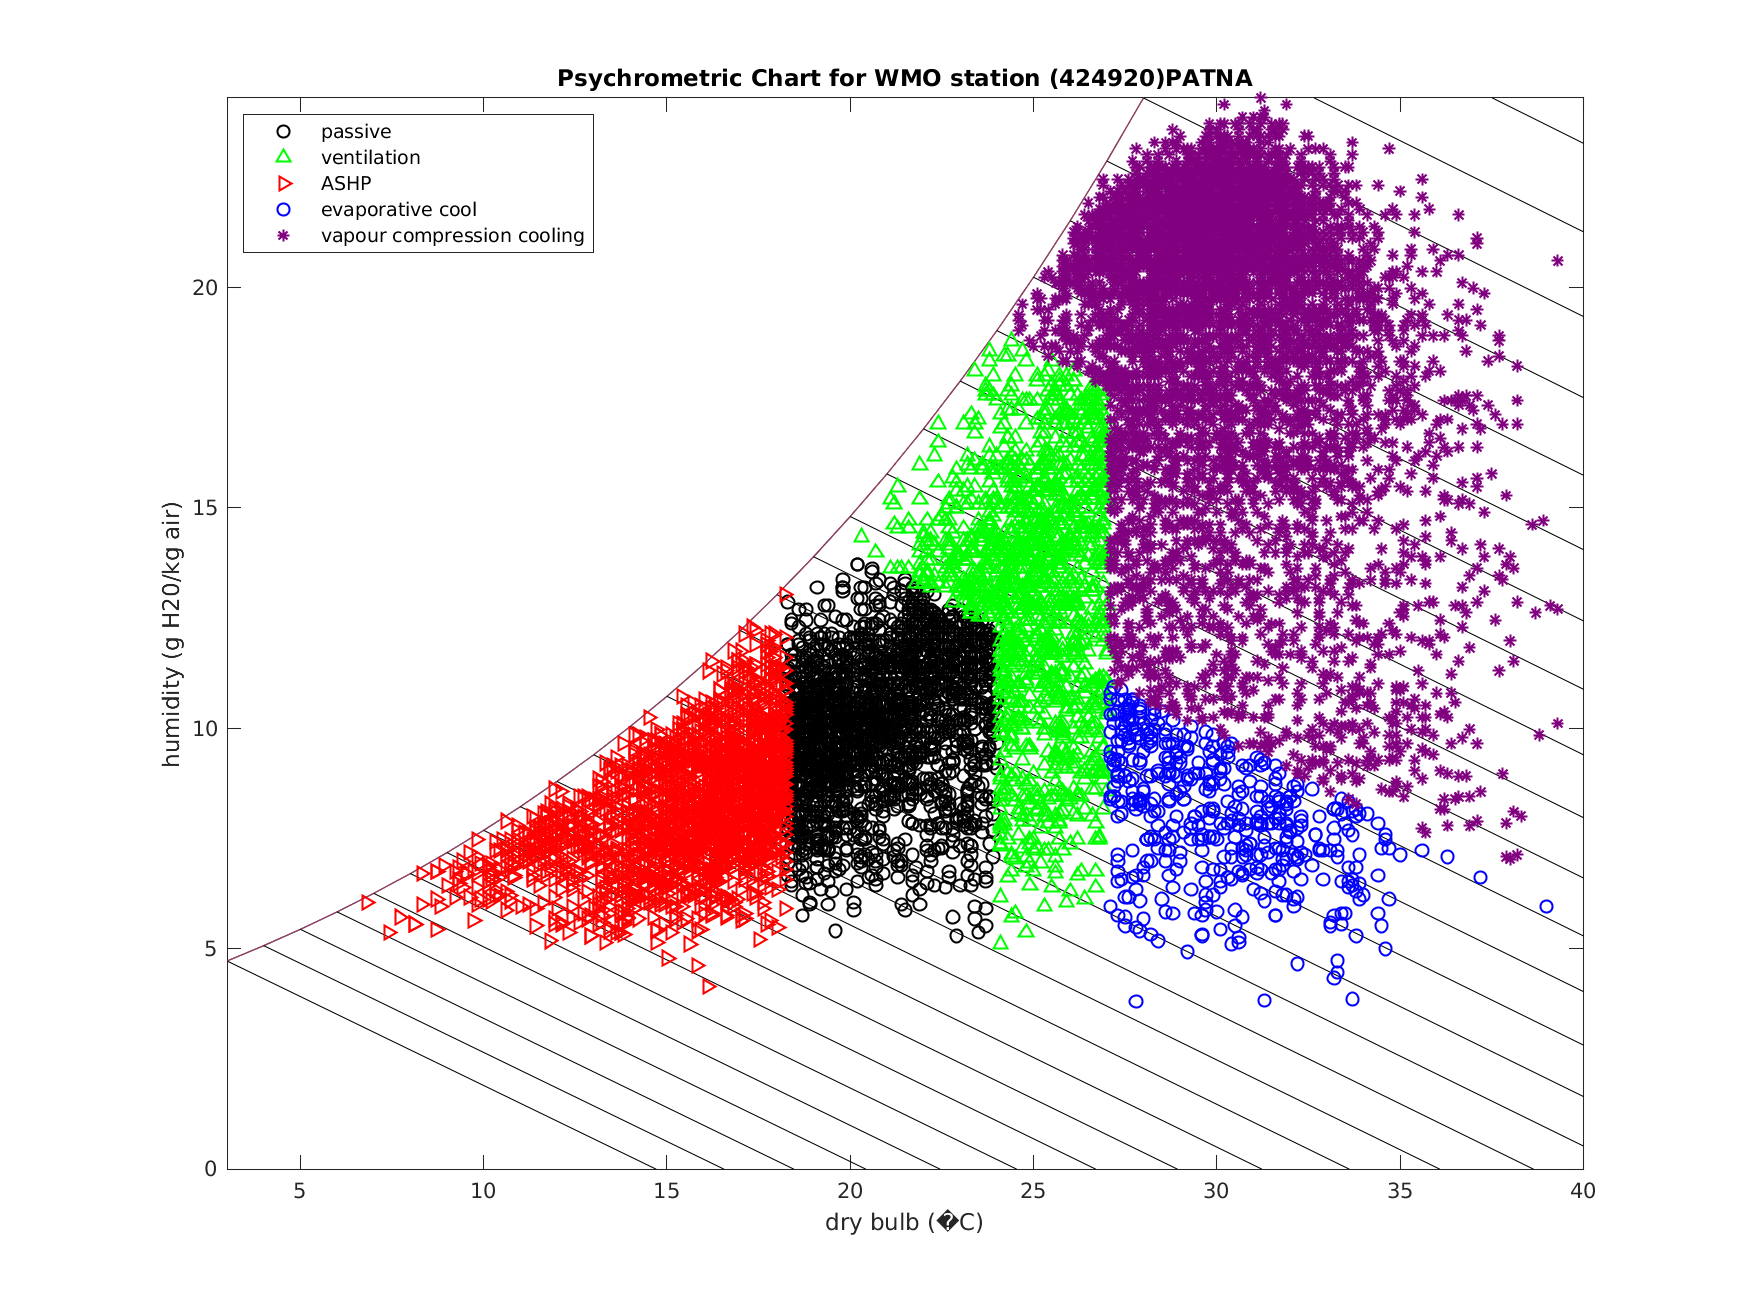 Psychrometric Chart for WMO station (424920)PATNA
passive
ventilation
ASHP
evaporative cool
vapour compression cooling
humidity (g H20/kg air)
20
15
10
5
0
5 10 15 20 25 30 35 40
dry bulb (�C)